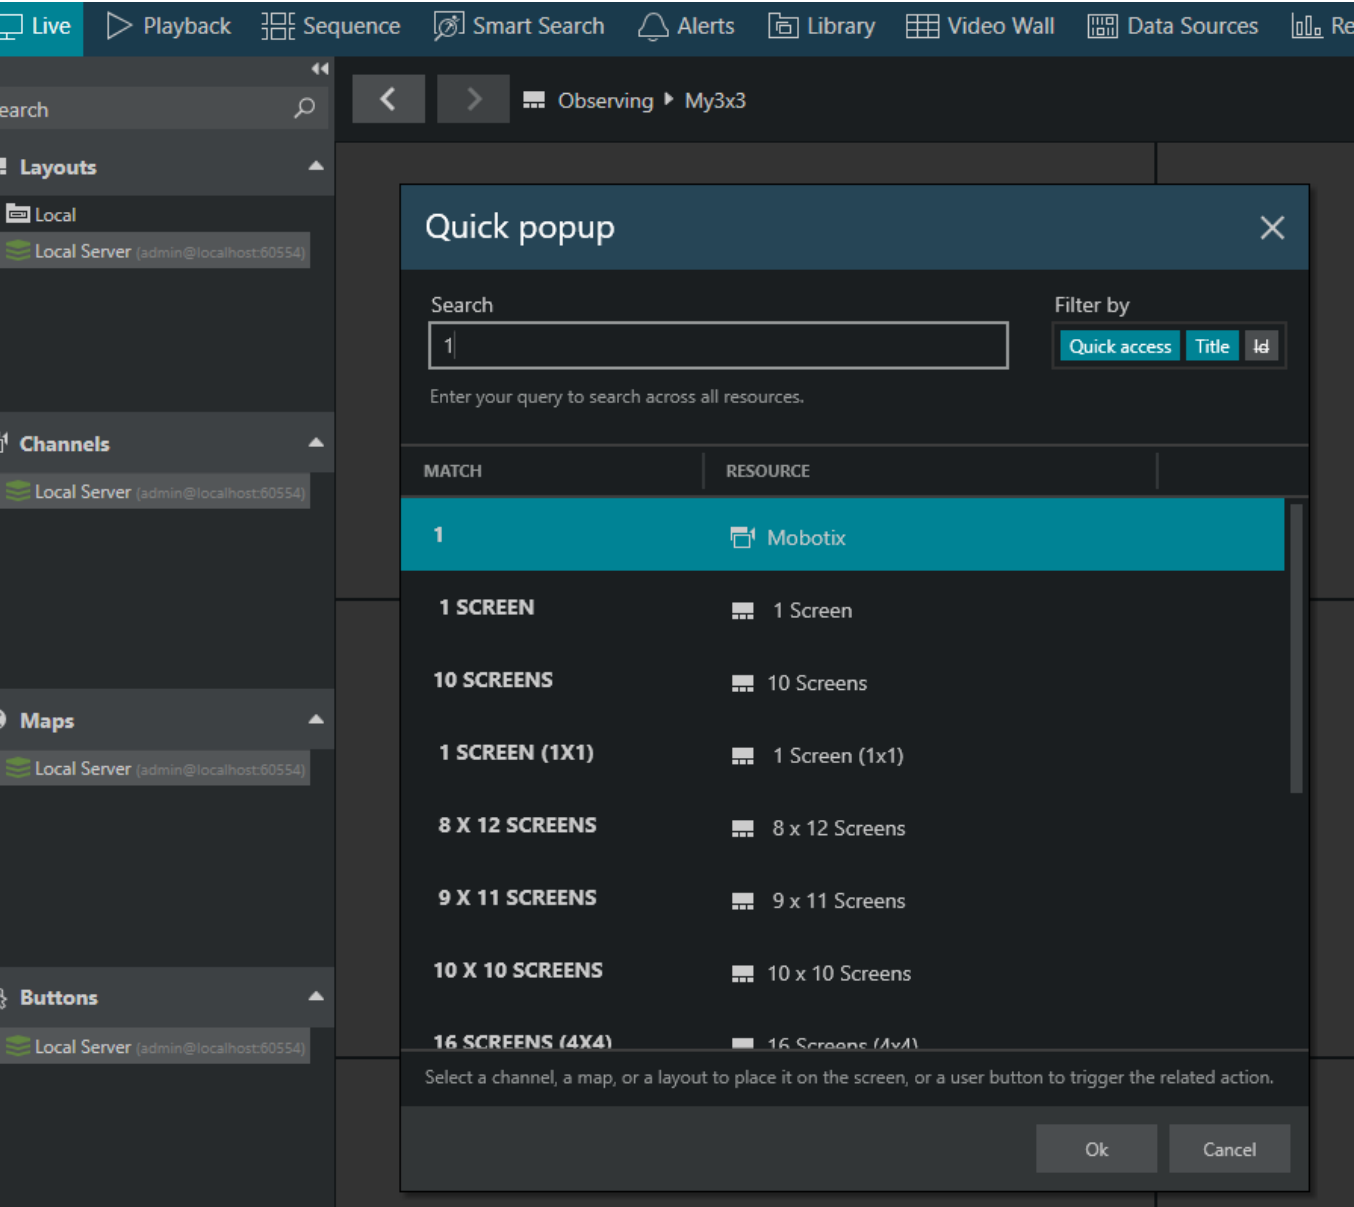 Live Playback Sequence Smart Search Alerts Library Video Wall Data Sources Re
earch
Observing My3x3
Layouts
Local
Local Server (admin@localhost:60554)
Channels
Local Server (admin@localhost:60554)
Maps
Local Server (admin@localhost:60554)
Buttons
Local Server (admin@localhost:60554)
Quick popup
Search
Filter by
1
Quick access Title Id
Enter your query to search across all resources.
MATCH RESOURCE
1 Mobotix
1 SCREEN 1 Screen
10 SCREENS 10 Screens
1 SCREEN (1X1) 1 Screen (1x1)
8 X 12 SCREENS 8 x 12 Screens
9 X 11 SCREENS 9 x 11 Screens
10 X 10 SCREENS 10 x 10 Screens
16 SCREENS (4X4) 16 Screens (4x4)
Select a channel, a map, or a layout to place it on the screen, or a user button to trigger the related action.
Ok Cancel